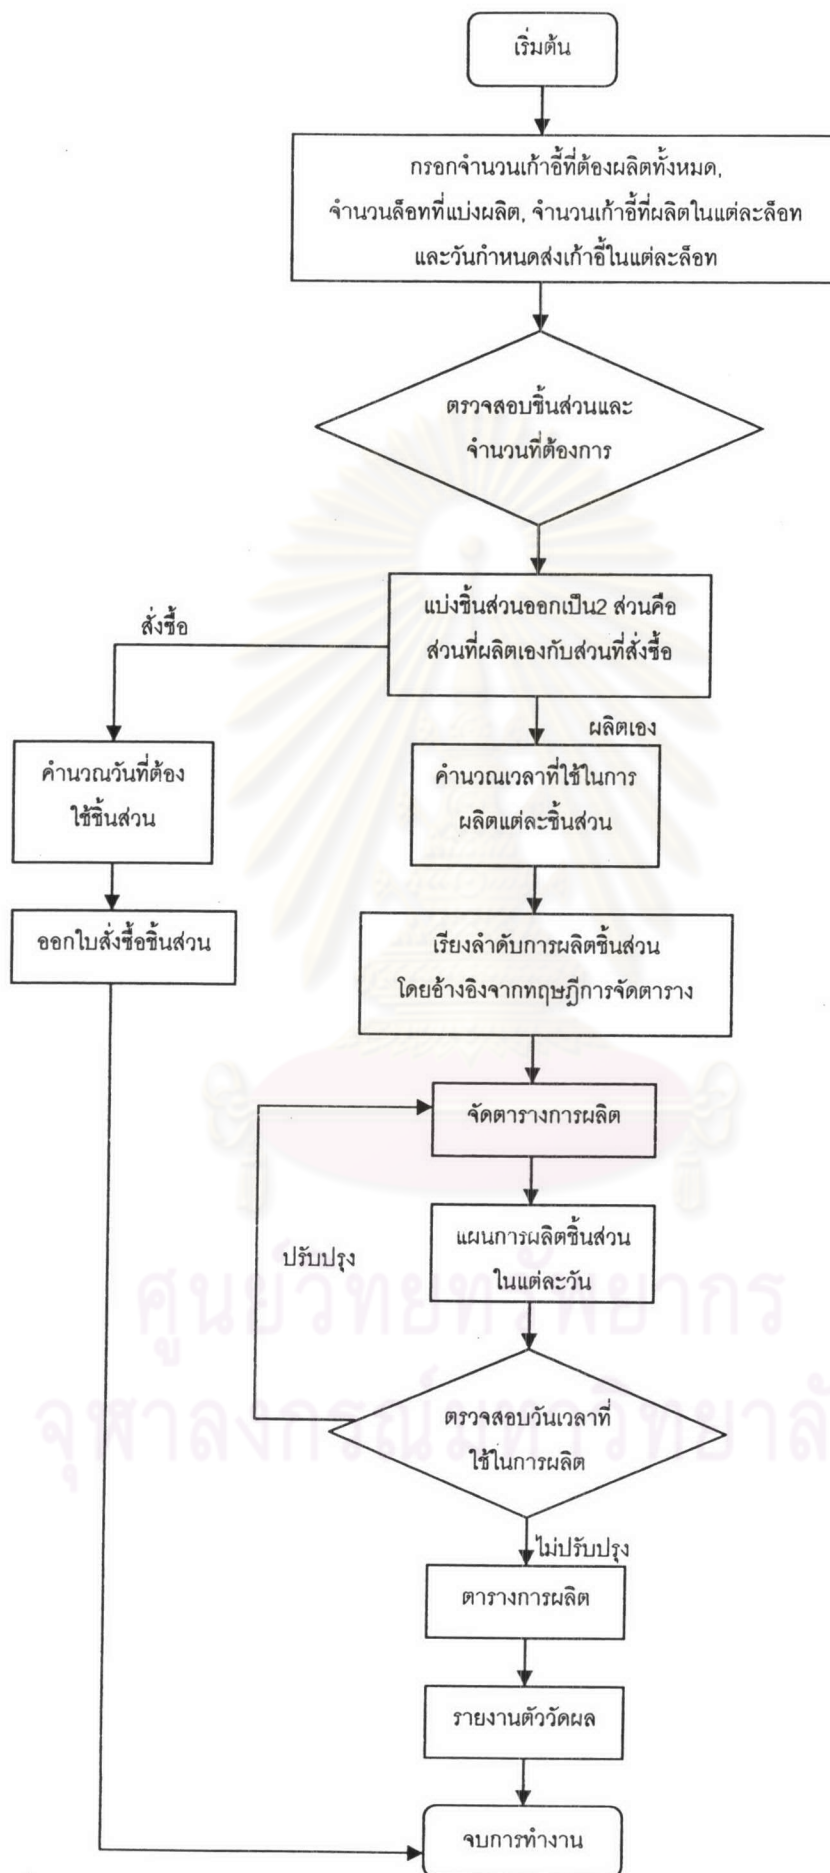 เริ่มต้น
กรอกจำนวนเก้าอี้ที่ต้องผลิตทั้งหมด,
จำนวนล็อทที่แบ่งผลิต, จำนวนเก้าอี้ที่ผลิตในแต่ละล็อท
และวันกำหนดส่งเก้าอี้ในแต่ละล็อท
ตรวจสอบชิ้นส่วนและ
จำนวนที่ต้องการ
แบ่งชิ้นส่วนออกเป็น2 ส่วนคือ
ส่วนที่ผลิตเองกับส่วนที่สั่งซื้อ
สั่งซื้อ
ผลิตเอง
คำนวณวันที่ต้อง
ใช้ชิ้นส่วน
คำนวณเวลาที่ใช้ในการ
ผลิตแต่ละชิ้นส่วน
ออกใบสั่งซื้อชิ้นส่วน
เรียงลำดับการผลิตชิ้นส่วน
โดยอ้างอิงจากทฤษฎีการจัดตาราง
จัดตารางการผลิต
แผนการผลิตชิ้นส่วน
ในแต่ละวัน
ปรับปรุง
ศูนย์วิทยทรัพยากร
จุฬาลงกรณ์มหาวิทยาลั
ตรวจสอบวันเวลาที่
ใช้ในการผลิต
ไม่ปรับปรุง
ตารางการผลิต
รายงานตัววัดผล
จบการทำงาน